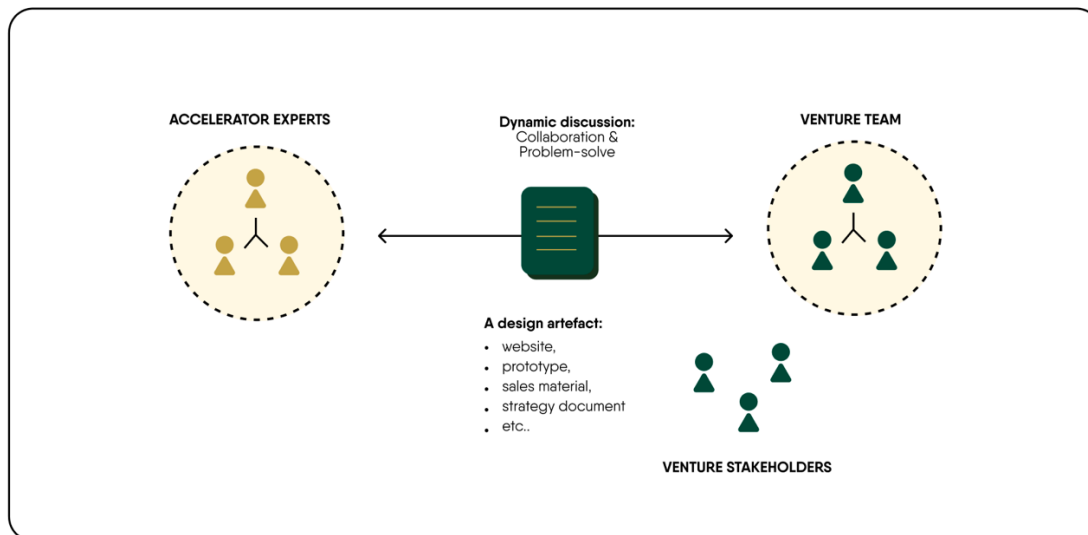 ACCELERATOR EXPERTS
Dynamic discussion:
Collaboration &
Problem-solve
VENTURE TEAM
A design artefact:
• website,
• prototype,
• sales material,
• strategy document
• etc..
VENTURE STAKEHOLDERS